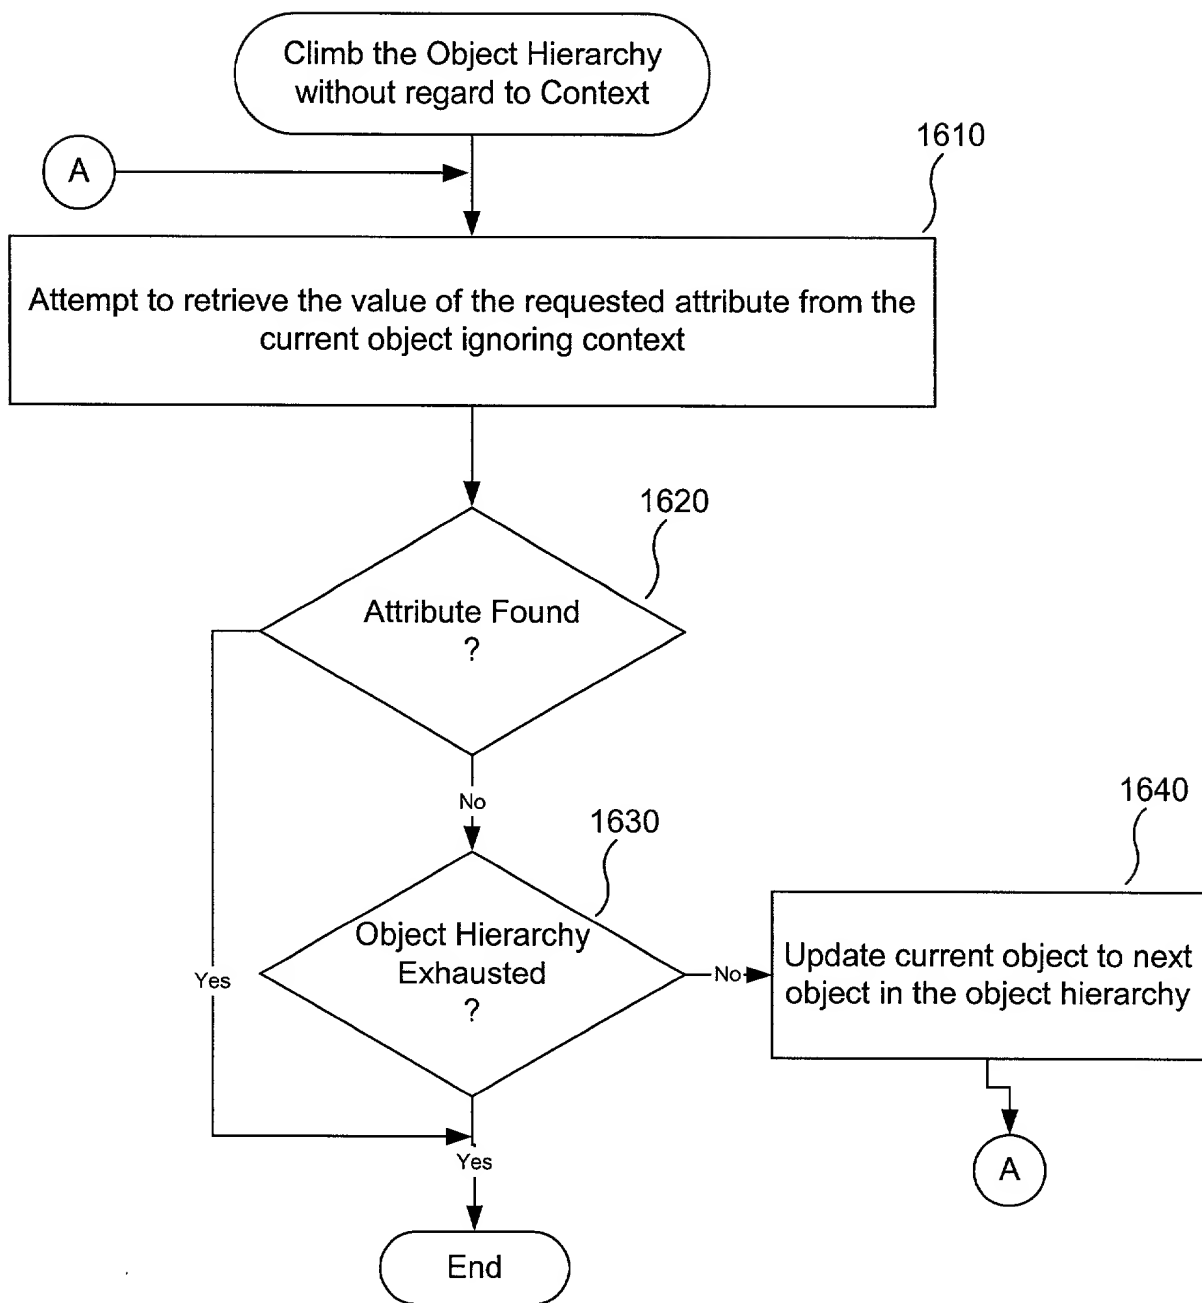 Climb the Object Hierarchy
without regard to Context
A
1610
Attempt to retrieve the value of the requested attribute from the
current object ignoring context
1620
Attribute Found
?
No
1630
1640
Object Hierarchy
Exhausted
?
Yes
No
Update current object to next
object in the object hierarchy
Yes
A
End